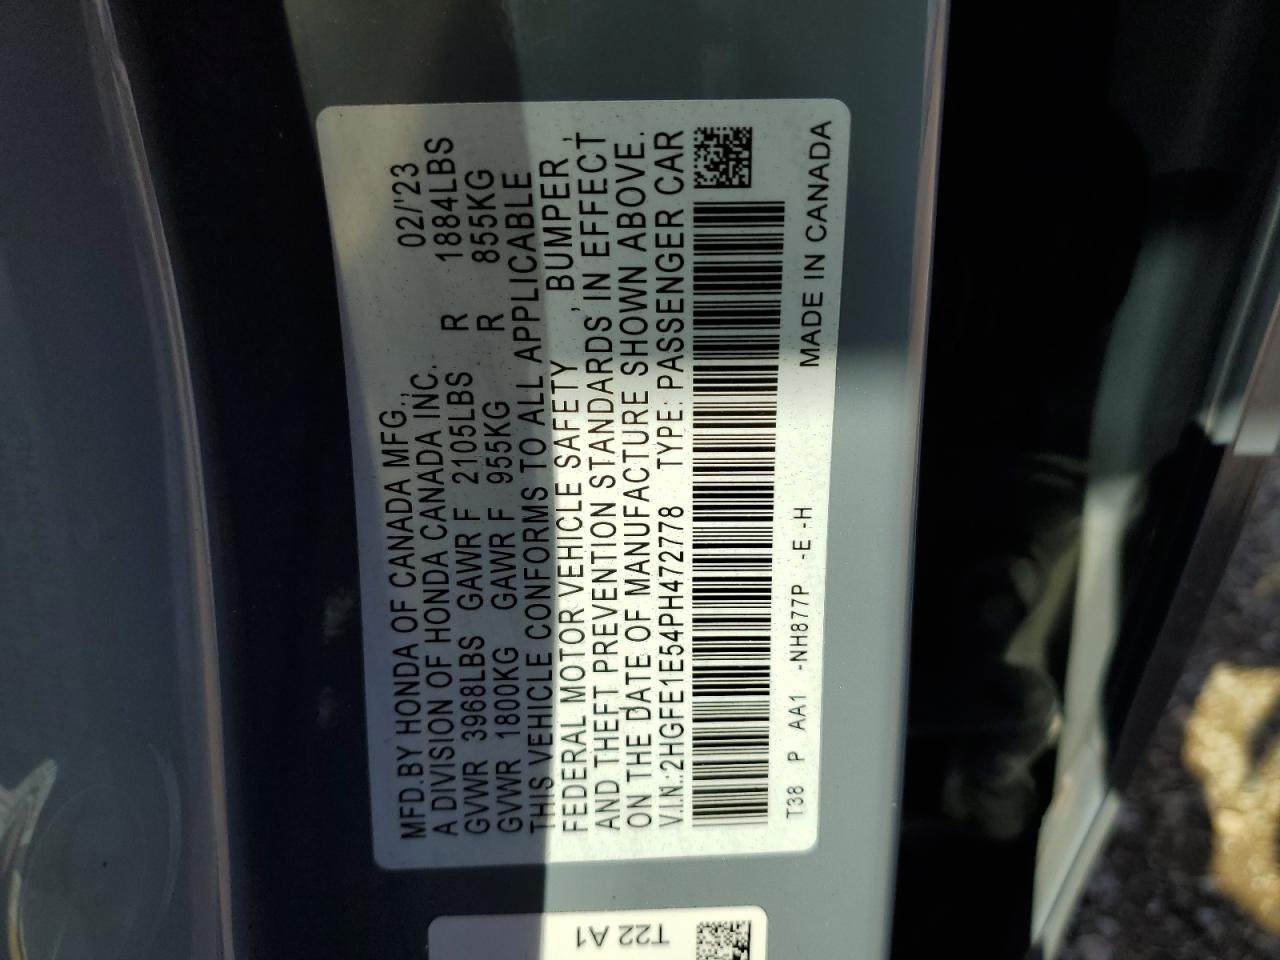 MFD.BY HONDA OF CANADA MFG.,
A DIVISION OF HONDA CANADA INC. 02/'23
GVWR 3968LBS GAWR F 2105LBS R 1884LBS
GVWR 1800KG GAWR F 955KG R 855KG
THIS VEHICLE CONFORMS TO ALL APPLICABLE
FEDERAL MOTOR VEHICLE SAFETY , BUMPER ,
AND THEFT PREVENTION STANDARDS IN EFFECT
ON THE DATE OF MANUFACTURE SHOWN ABOVE.
V.I.N.:2HGFE1E54PH472778 TYPE:PASSENGER CAR
T38 P AA1 -NH877P -E -H MADE IN CANADA
T22 A1